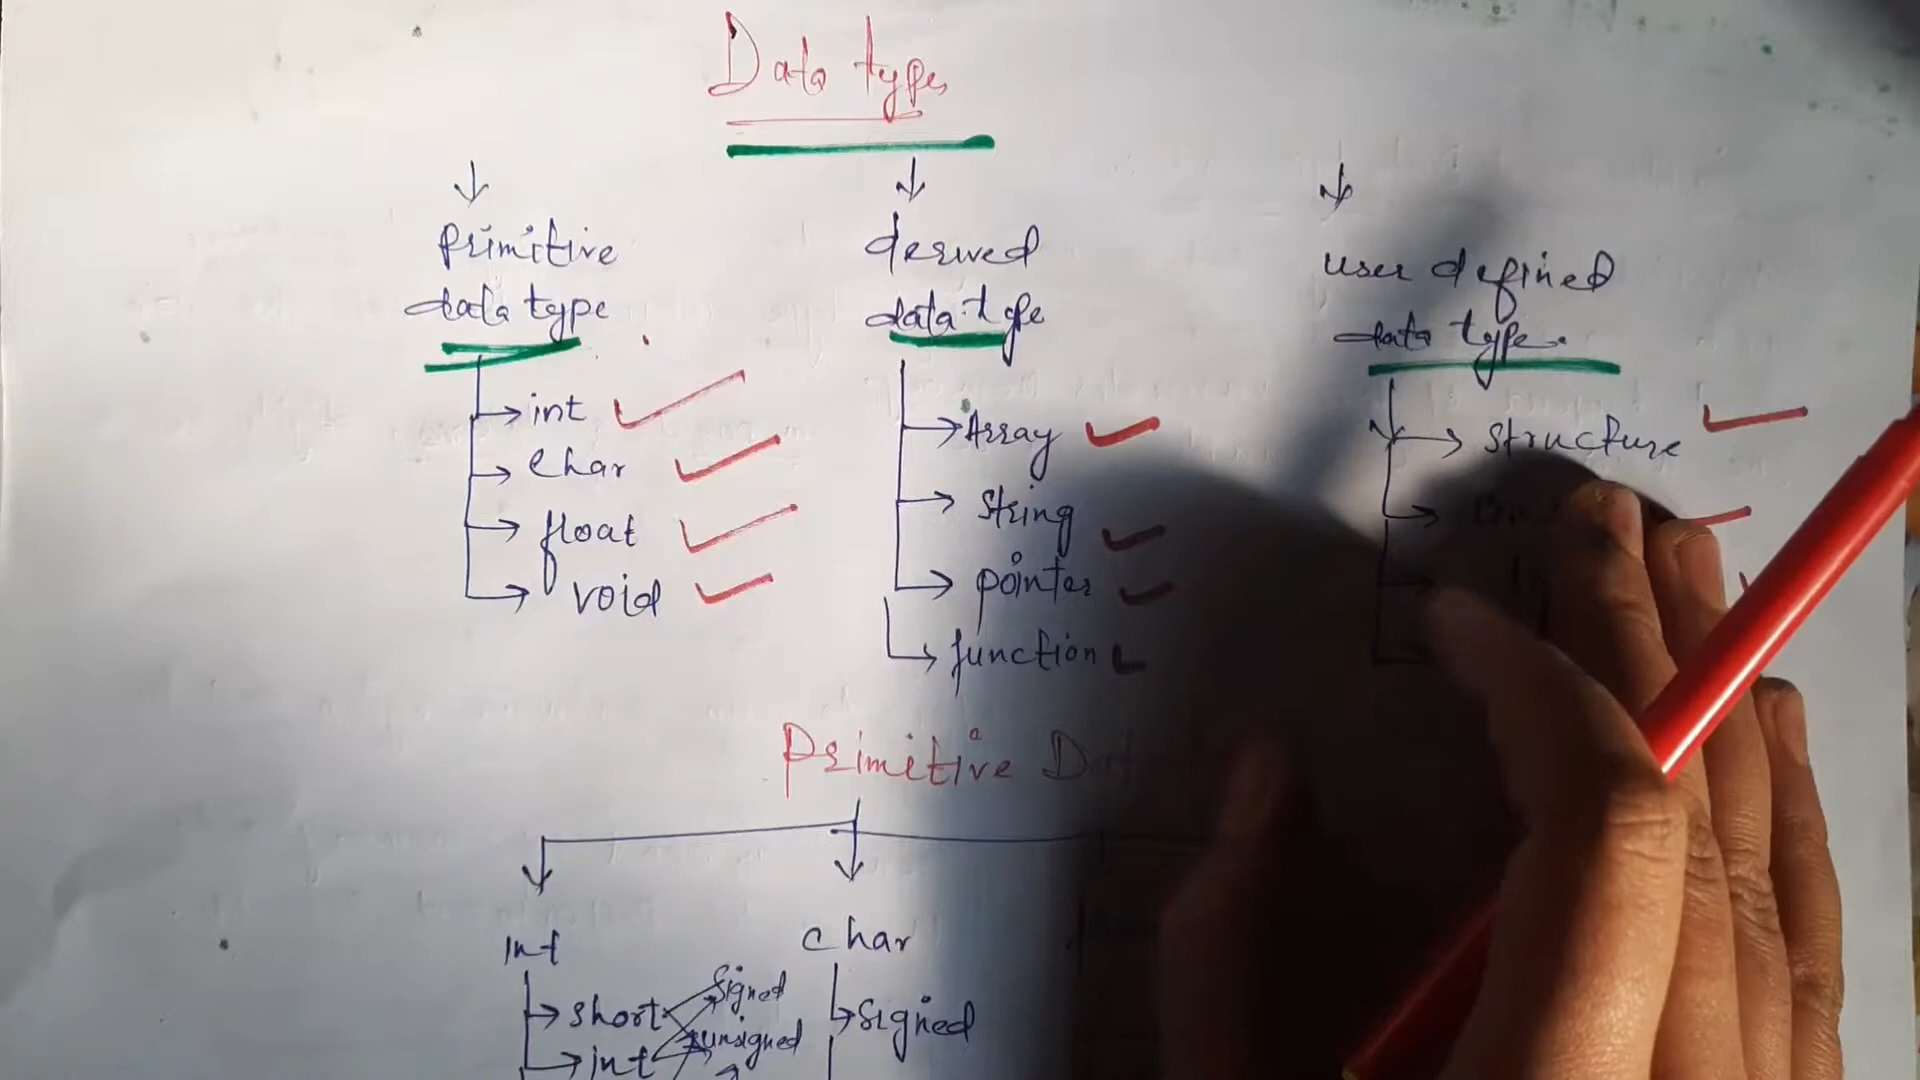 Data types
primitive
data type
int
char
float
void
derived
data type
Array
String
pointer
function
user defined
data type.
structure
Primitive
Int
short
int
signed
unsigned
char
signed